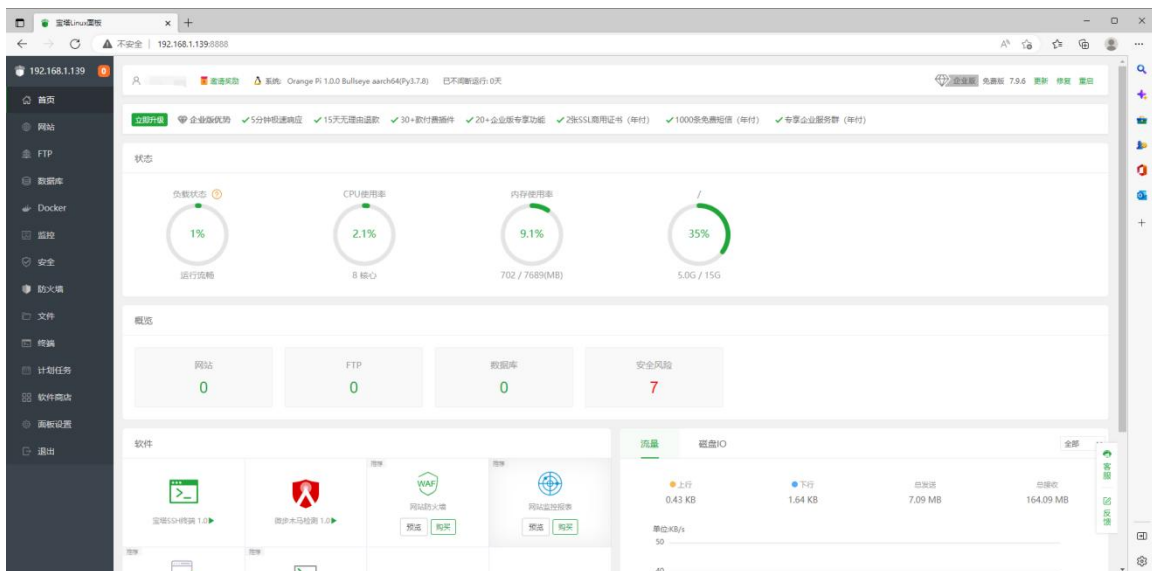 宝塔Linux面板
不安全 | 192.168.1.139:8888
192.168.1.139 0
首页
网站
FTP
数据库
Docker
监控
安全
防火墙
文件
终端
计划任务
软件商店
面板设置
退出
邀请奖励 系统: Orange Pi 1.0.0 Bullseye aarch64(Py3.7.8) 已不间断运行: 0天 企业版 免费版 7.9.6 更新 修复 重启
立即升级 企业版优势 5分钟极速响应 15天无理由退款 30+款付费插件 20+企业版专享功能 2张SSL商用证书 (年付) 1000条免费短信 (年付) 专享企业服务群 (年付)
状态
负载状态 CPU使用率 内存使用率 /
1% 2.1% 9.1% 35%
运行流畅 8 核心 702 / 7689(MB) 5.0G / 15G
概览
网站 FTP 数据库 安全风险
0 0 0 7
软件
推荐 推荐
WAF
宝塔SSH终端 1.0 微步木马检测 1.0 网站防火墙 网站监控报表
预览 购买 预览 购买
推荐 推荐
流量 磁盘IO 全部
上行 下行 总发送 总接收
0.43 KB 1.64 KB 7.09 MB 164.09 MB
单位:KB/s
50
40
客服
反馈